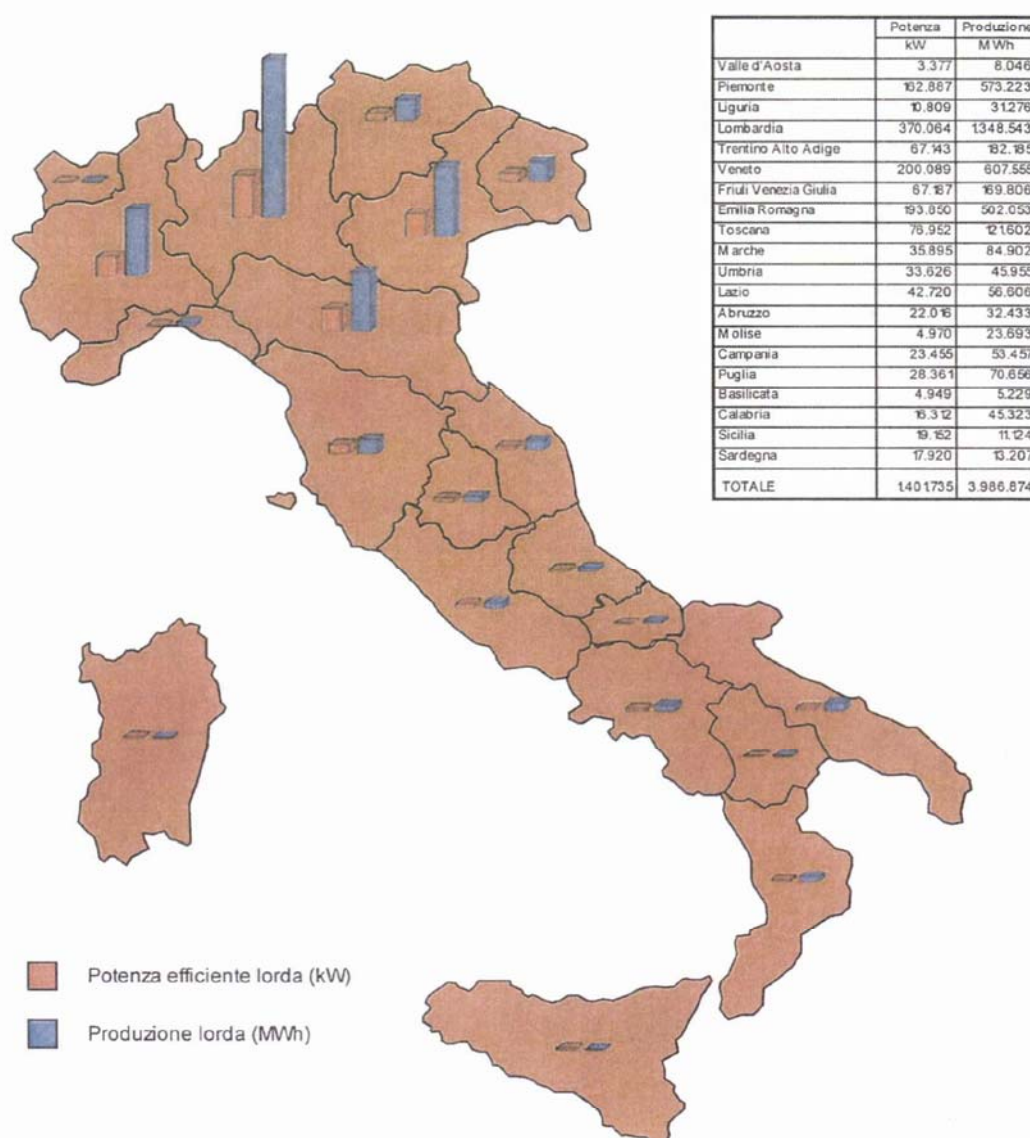 Potenza Produzione
kW MWh
Valle d'Aosta 3.377 8.046
Piemonte 162.887 573.223
Liguria 10.809 31.276
Lombardia 370.064 1.348.543
Trentino Alto Adige 67.143 182.185
Veneto 200.089 607.555
Friuli Venezia Giulia 67.187 169.806
Emilia Romagna 193.850 502.053
Toscana 76.952 121.602
Marche 35.895 84.902
Umbria 33.626 45.955
Lazio 42.720 56.606
Abruzzo 22.016 32.433
Molise 4.970 23.693
Campania 23.455 53.457
Puglia 28.361 70.656
Basilicata 4.949 5.229
Calabria 16.312 45.323
Sicilia 19.152 11.124
Sardegna 17.920 13.207
TOTALE 1.401.735 3.986.874
Potenza efficiente lorda (kW)
Produzione lorda (MWh)